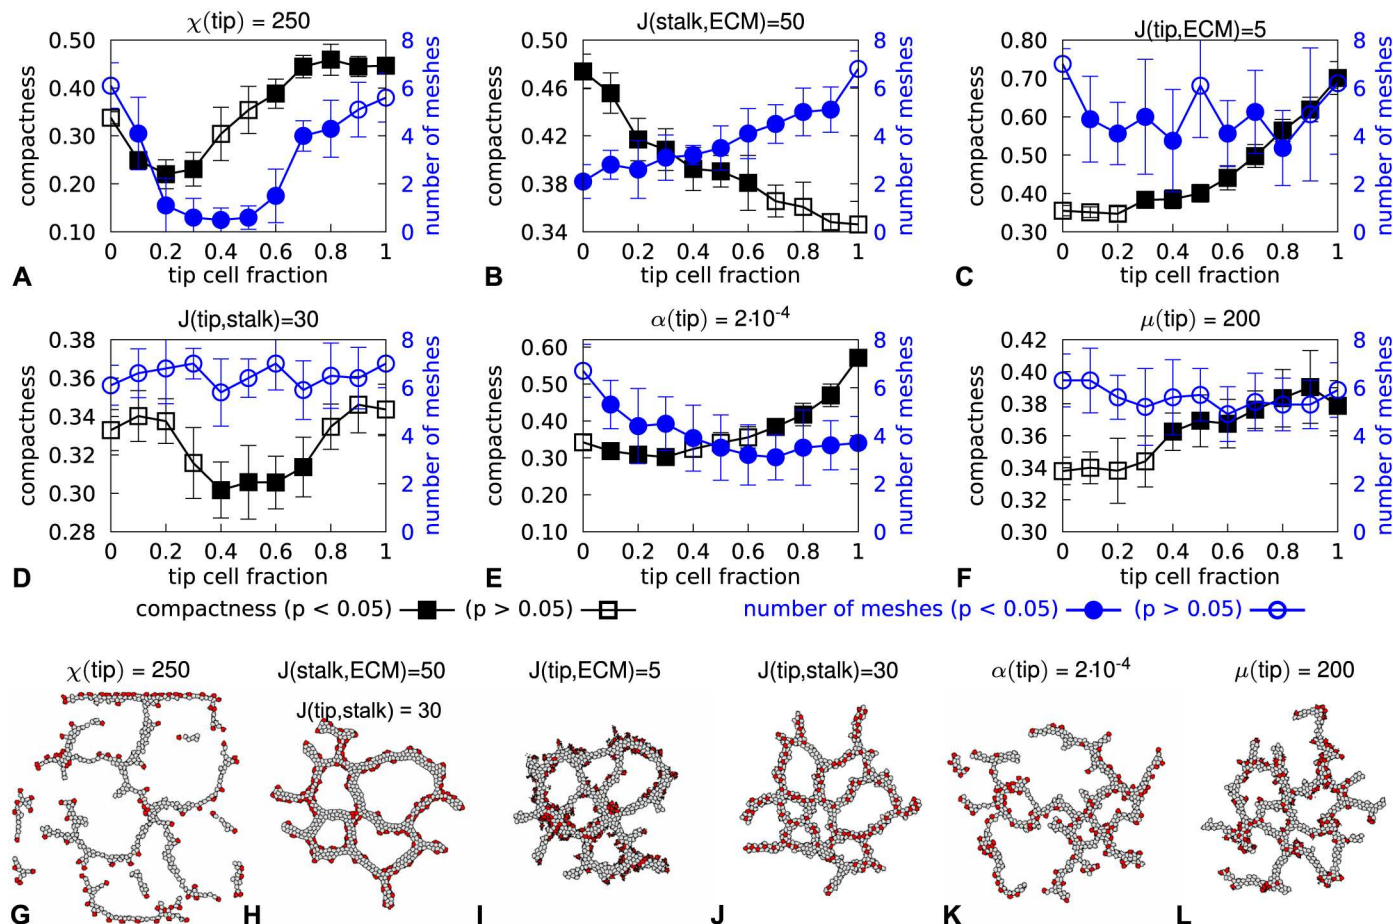 χ(tip) = 250
J(stalk,ECM)=50
J(tip,ECM)=5
0.50
0.40
0.30
0.20
0.10
compactness
8
6
4
2
0
number of meshes
0 0.2 0.4 0.6 0.8 1
tip cell fraction
A
0.50
0.46
0.42
0.38
0.34
compactness
8
6
4
2
0
number of meshes
0 0.2 0.4 0.6 0.8 1
tip cell fraction
B
0.80
0.70
0.60
0.50
0.40
0.30
compactness
8
6
4
2
0
number of meshes
0 0.2 0.4 0.6 0.8 1
tip cell fraction
C
J(tip,stalk)=30
α(tip) = 2·10⁻⁴
μ(tip) = 200
0.38
0.36
0.34
0.32
0.30
0.28
compactness
8
6
4
2
0
number of meshes
0 0.2 0.4 0.6 0.8 1
tip cell fraction
D
0.60
0.50
0.40
0.30
0.20
0.10
compactness
8
6
4
2
0
number of meshes
0 0.2 0.4 0.6 0.8 1
tip cell fraction
E
0.42
0.40
0.38
0.36
0.34
0.32
0.30
compactness
8
6
4
2
0
number of meshes
0 0.2 0.4 0.6 0.8 1
tip cell fraction
F
compactness (p < 0.05) (p > 0.05) number of meshes (p < 0.05) (p > 0.05)
χ(tip) = 250
J(stalk,ECM)=50
J(tip,stalk) = 30
J(tip,ECM)=5
J(tip,stalk)=30
α(tip) = 2·10⁻⁴
μ(tip) = 200
G
H
I
J
K
L